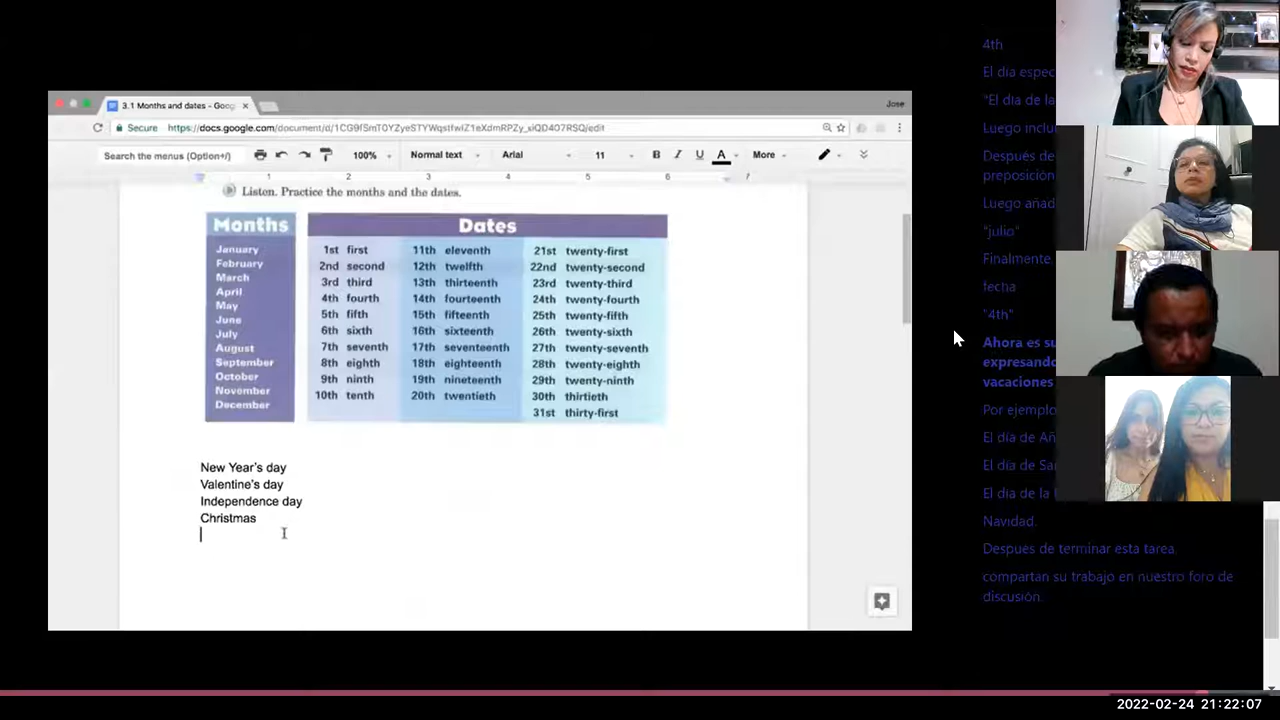 3.1 Months and dates - Goog
Jose
Secure https://docs.google.com/document/d/1CG9fSmT0YZyeSTYWqstfwIZ1eXdmRPZy_siQD4O7RSQ/edit
Search the menus (Option+/)
100%
Normal text
Arial
11
B I U A
More
1 2 3 4 5 6 7
Listen. Practice the months and the dates.
Months
January
February
March
April
May
June
July
August
September
October
November
December
Dates
1st first
2nd second
3rd third
4th fourth
5th fifth
6th sixth
7th seventh
8th eighth
9th ninth
10th tenth
11th eleventh
12th twelfth
13th thirteenth
14th fourteenth
15th fifteenth
16th sixteenth
17th seventeenth
18th eighteenth
19th nineteenth
20th twentieth
21st twenty-first
22nd twenty-second
23rd twenty-third
24th twenty-fourth
25th twenty-fifth
26th twenty-sixth
27th twenty-seventh
28th twenty-eighth
29th twenty-ninth
30th thirtieth
31st thirty-first
New Year's day
Valentine's day
Independence day
Christmas
4th
El día espec
"El día de la
Luego inclu
Después de
preposición
Luego añad
"julio"
Finalmente
fecha
"4th"
Ahora es su
expresando
vacaciones
Por ejemplo
El día de Añ
El día de Sa
El día de la
Navidad.
Después de terminar esta tarea,
compartan su trabajo en nuestro foro de
discusión.
2022-02-24 21:22:07